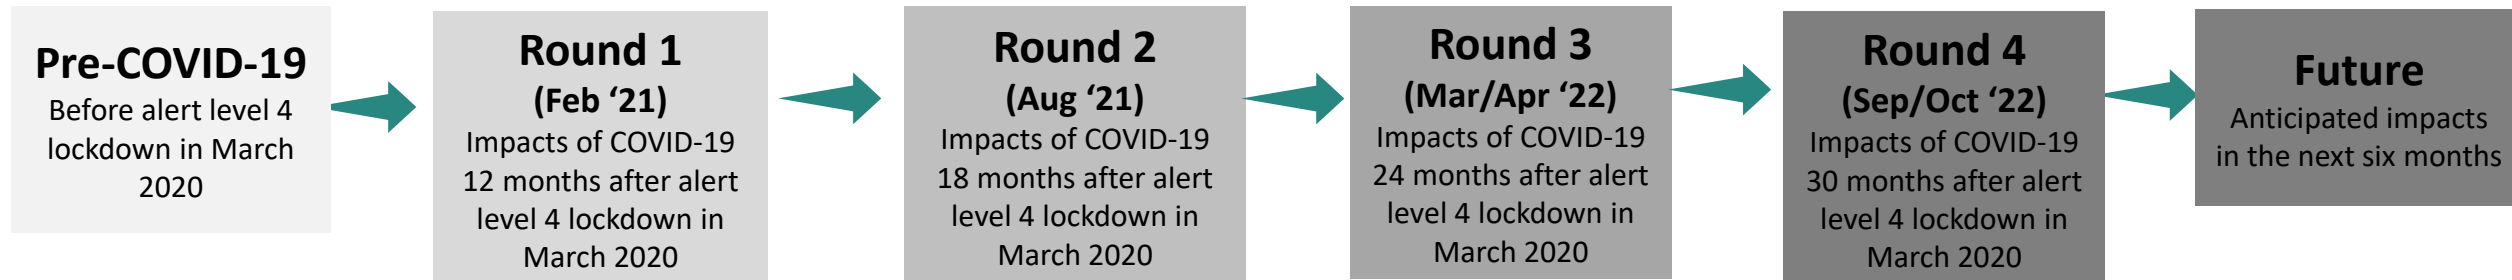 Pre-COVID-19
Before alert level 4
lockdown in March
2020
Round 1
(Feb ‘21)
Impacts of COVID-19
12 months after alert
level 4 lockdown in
March 2020
Round 2
(Aug ‘21)
Impacts of COVID-19
18 months after alert
level 4 lockdown in
March 2020
Round 3
(Mar/Apr ‘22)
Impacts of COVID-19
24 months after alert
level 4 lockdown in
March 2020
Round 4
(Sep/Oct ‘22)
Impacts of COVID-19
30 months after alert
level 4 lockdown in
March 2020
Future
Anticipated impacts
in the next six months